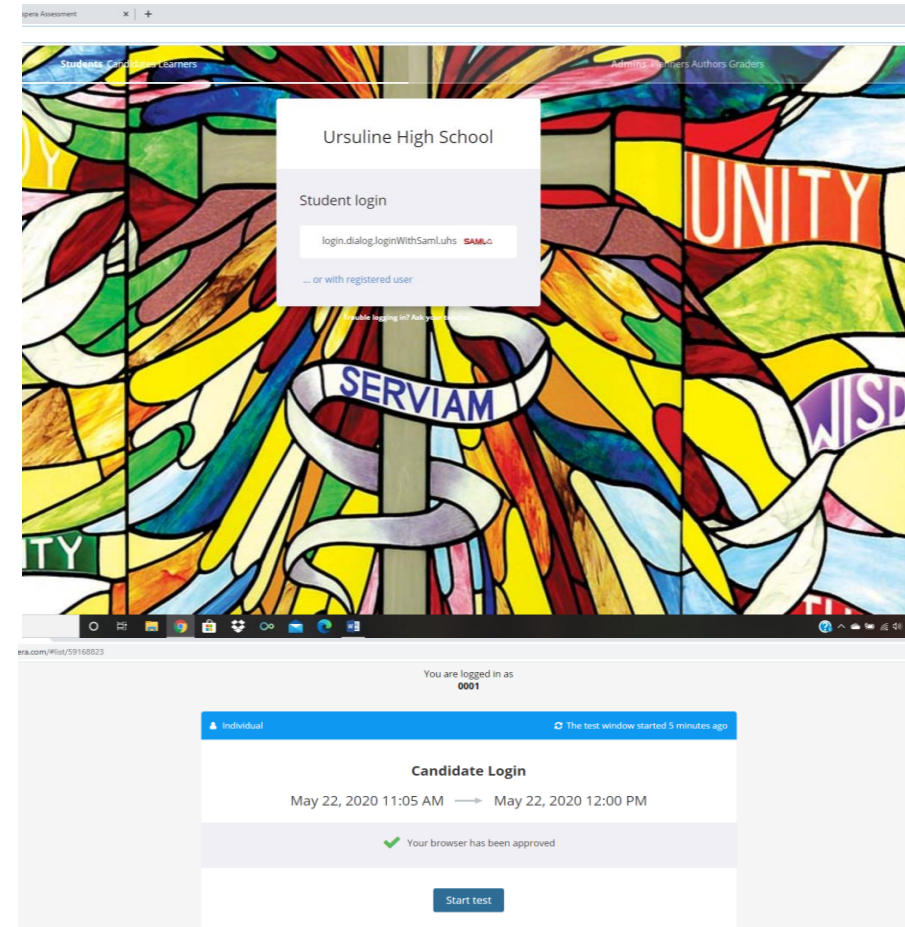 spera Assessment
Students Candidates Learners
Admins Planners Authors Graders
Ursuline High School
Student login
login.dialog.loginWithSaml.uhs SAML
... or with registered user
Trouble logging in? Ask your
UNITY
SERVIAM
WISD
ITY
era.com/#list/59168823
You are logged in as
0001
Individual
The test window started 5 minutes ago
Candidate Login
May 22, 2020 11:05 AM → May 22, 2020 12:00 PM
Your browser has been approved
Start test